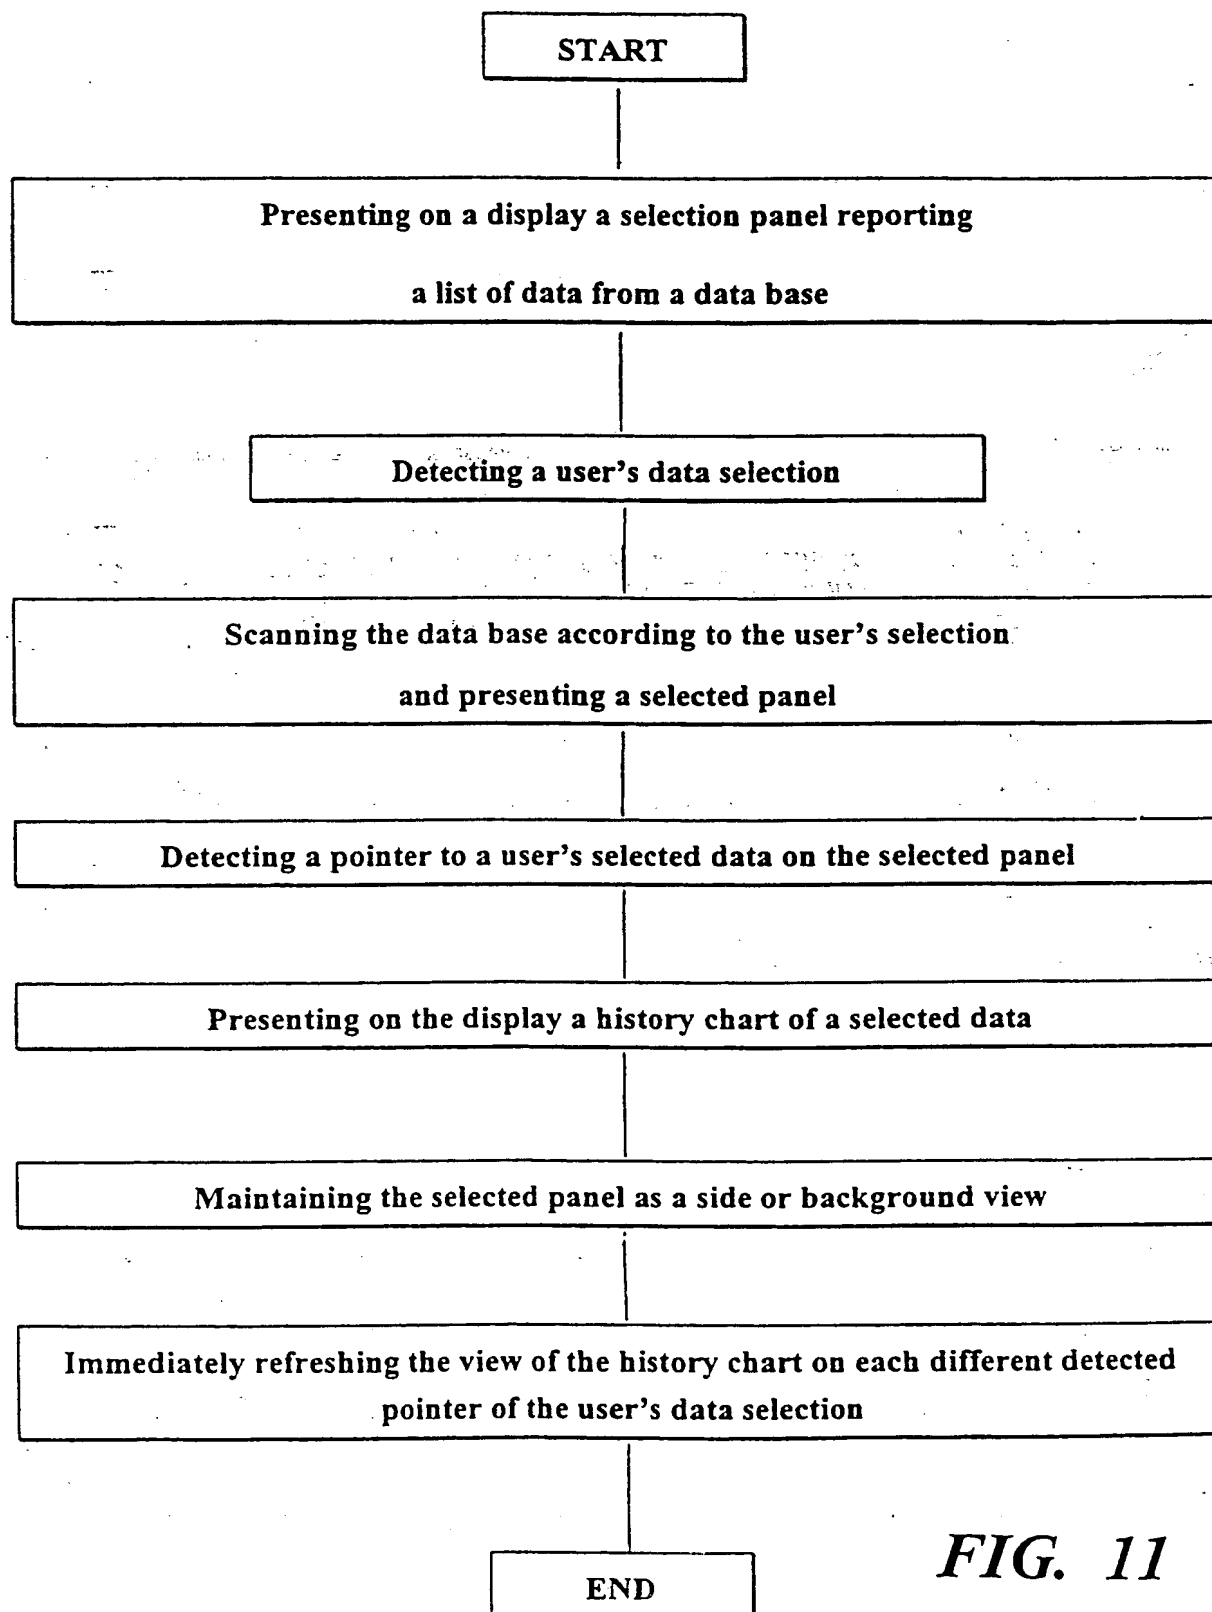 START
Presenting on a display a selection panel reporting
a list of data from a data base
Detecting a user's data selection
Scanning the data base according to the user's selection
and presenting a selected panel
Detecting a pointer to a user's selected data on the selected panel
Presenting on the display a history chart of a selected data
Maintaining the selected panel as a side or background view
Immediately refreshing the view of the history chart on each different detected
pointer of the user's data selection
END
FIG. 11